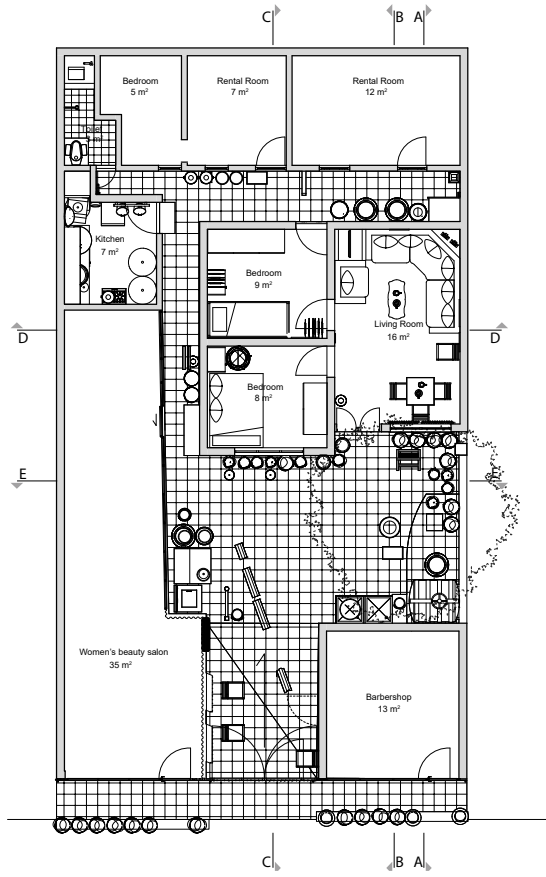 C
B
A
Bedroom
5 m²
Rental Room
7 m²
Rental Room
12 m²
Toilet
Kitchen
7 m²
Bedroom
9 m²
Living Room
16 m²
D
D
Bedroom
8 m²
E
E
Women's beauty salon
35 m²
Barbershop
13 m²
C
B
A